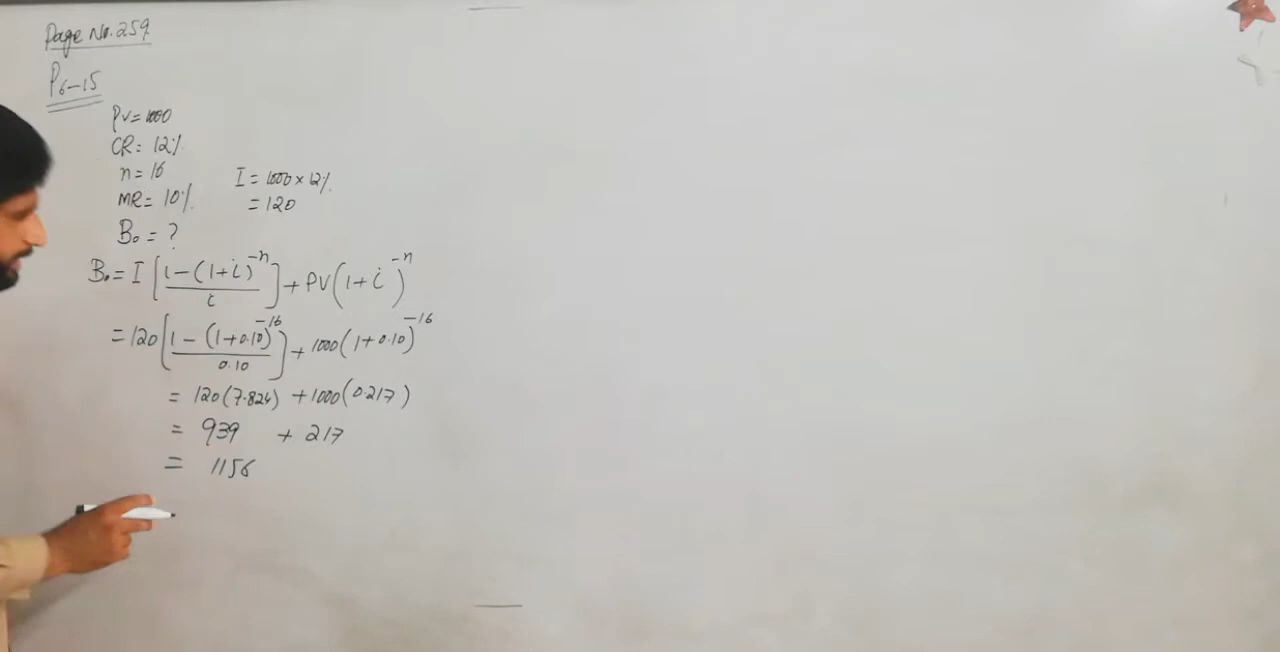 Page No. 259
P6-15
PV = 1000
CR = 12%
n = 16
MR = 10%
I = 1000 × 12%
= 120
B₀ = ?
B₀ = I [1-(1+i)^-n / i] + PV (1+i)^-n
= 120 [1-(1+0.10)^-16 / 0.10] + 1000 (1+0.10)^-16
= 120(7.824) + 1000(0.217)
= 939 + 217
= 1156